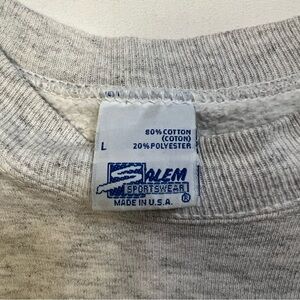 80% COTTON
(COTON)
L 20% POLYESTER
SALEM
SPORTSWEAR
MADE IN U.S.A. ®